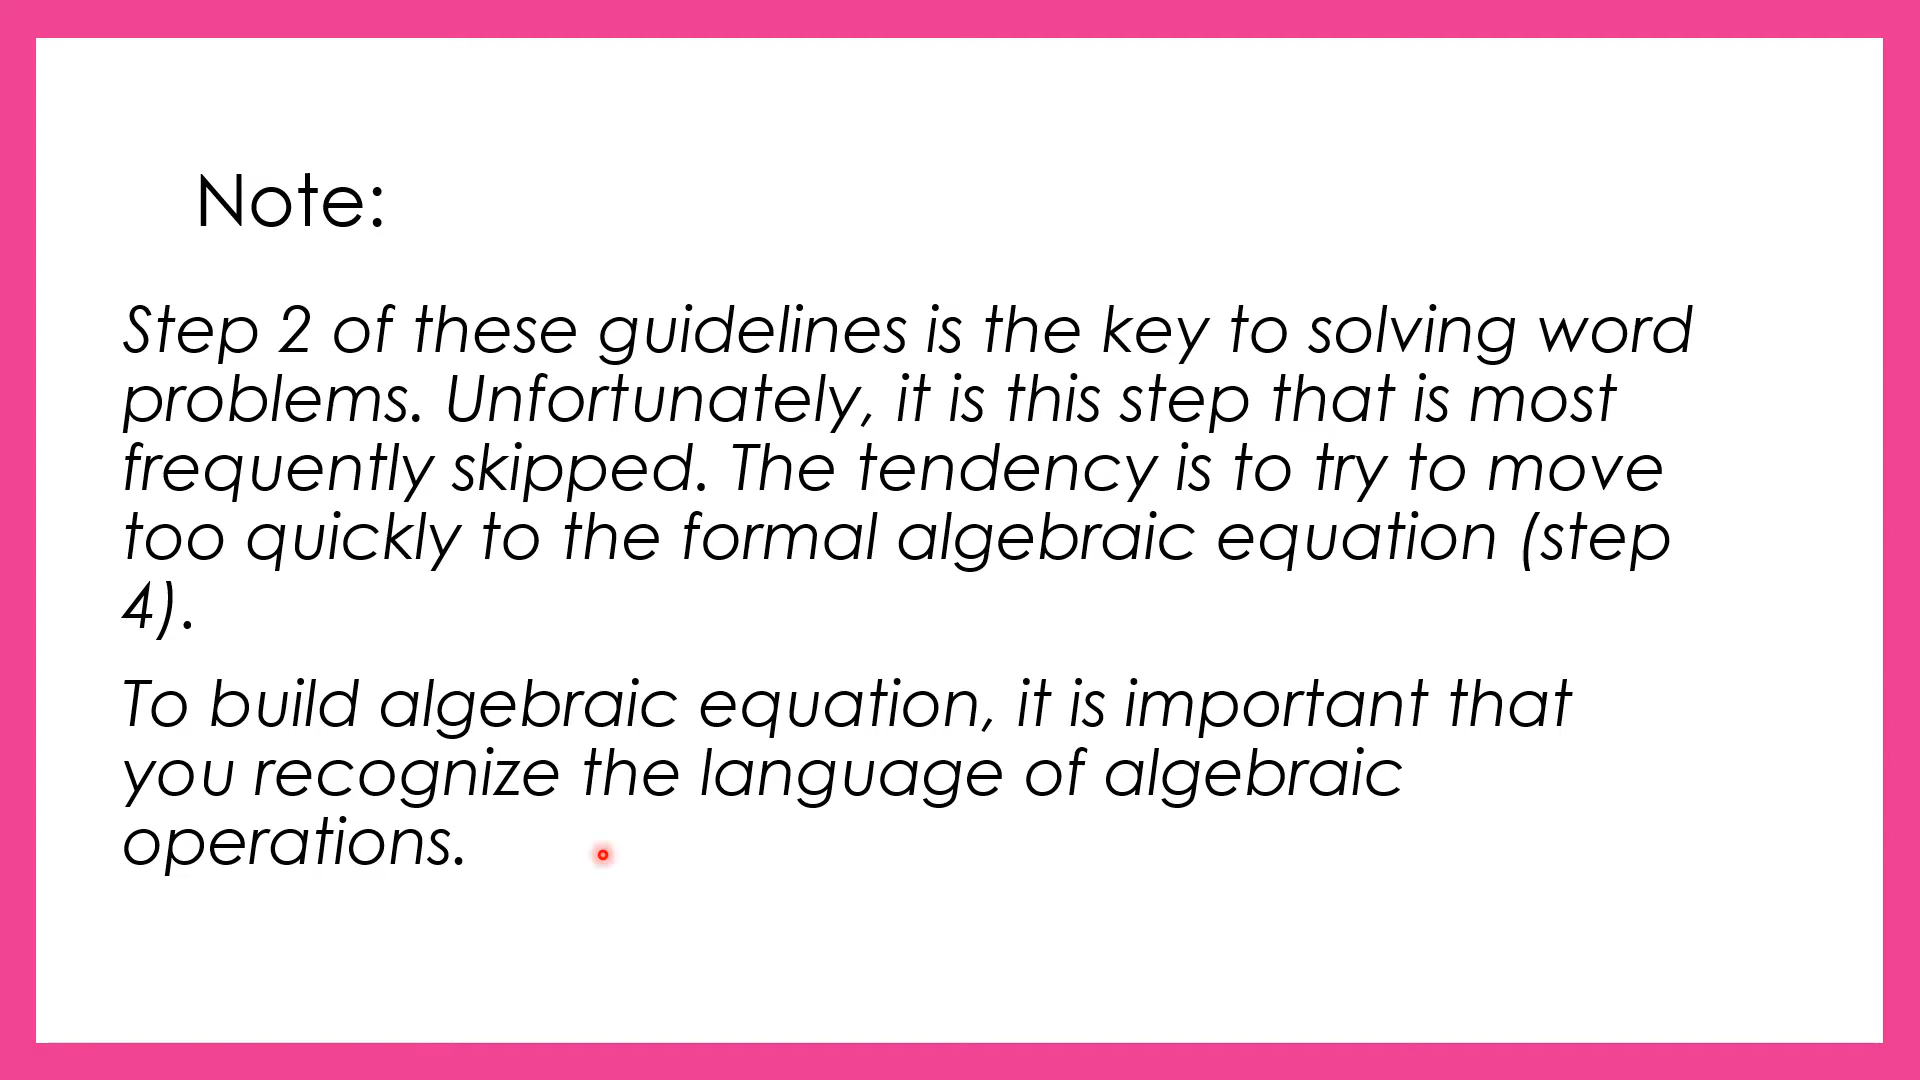 Note:
Step 2 of these guidelines is the key to solving word
problems. Unfortunately, it is this step that is most
frequently skipped. The tendency is to try to move
too quickly to the formal algebraic equation (step
4).
To build algebraic equation, it is important that
you recognize the language of algebraic
operations.